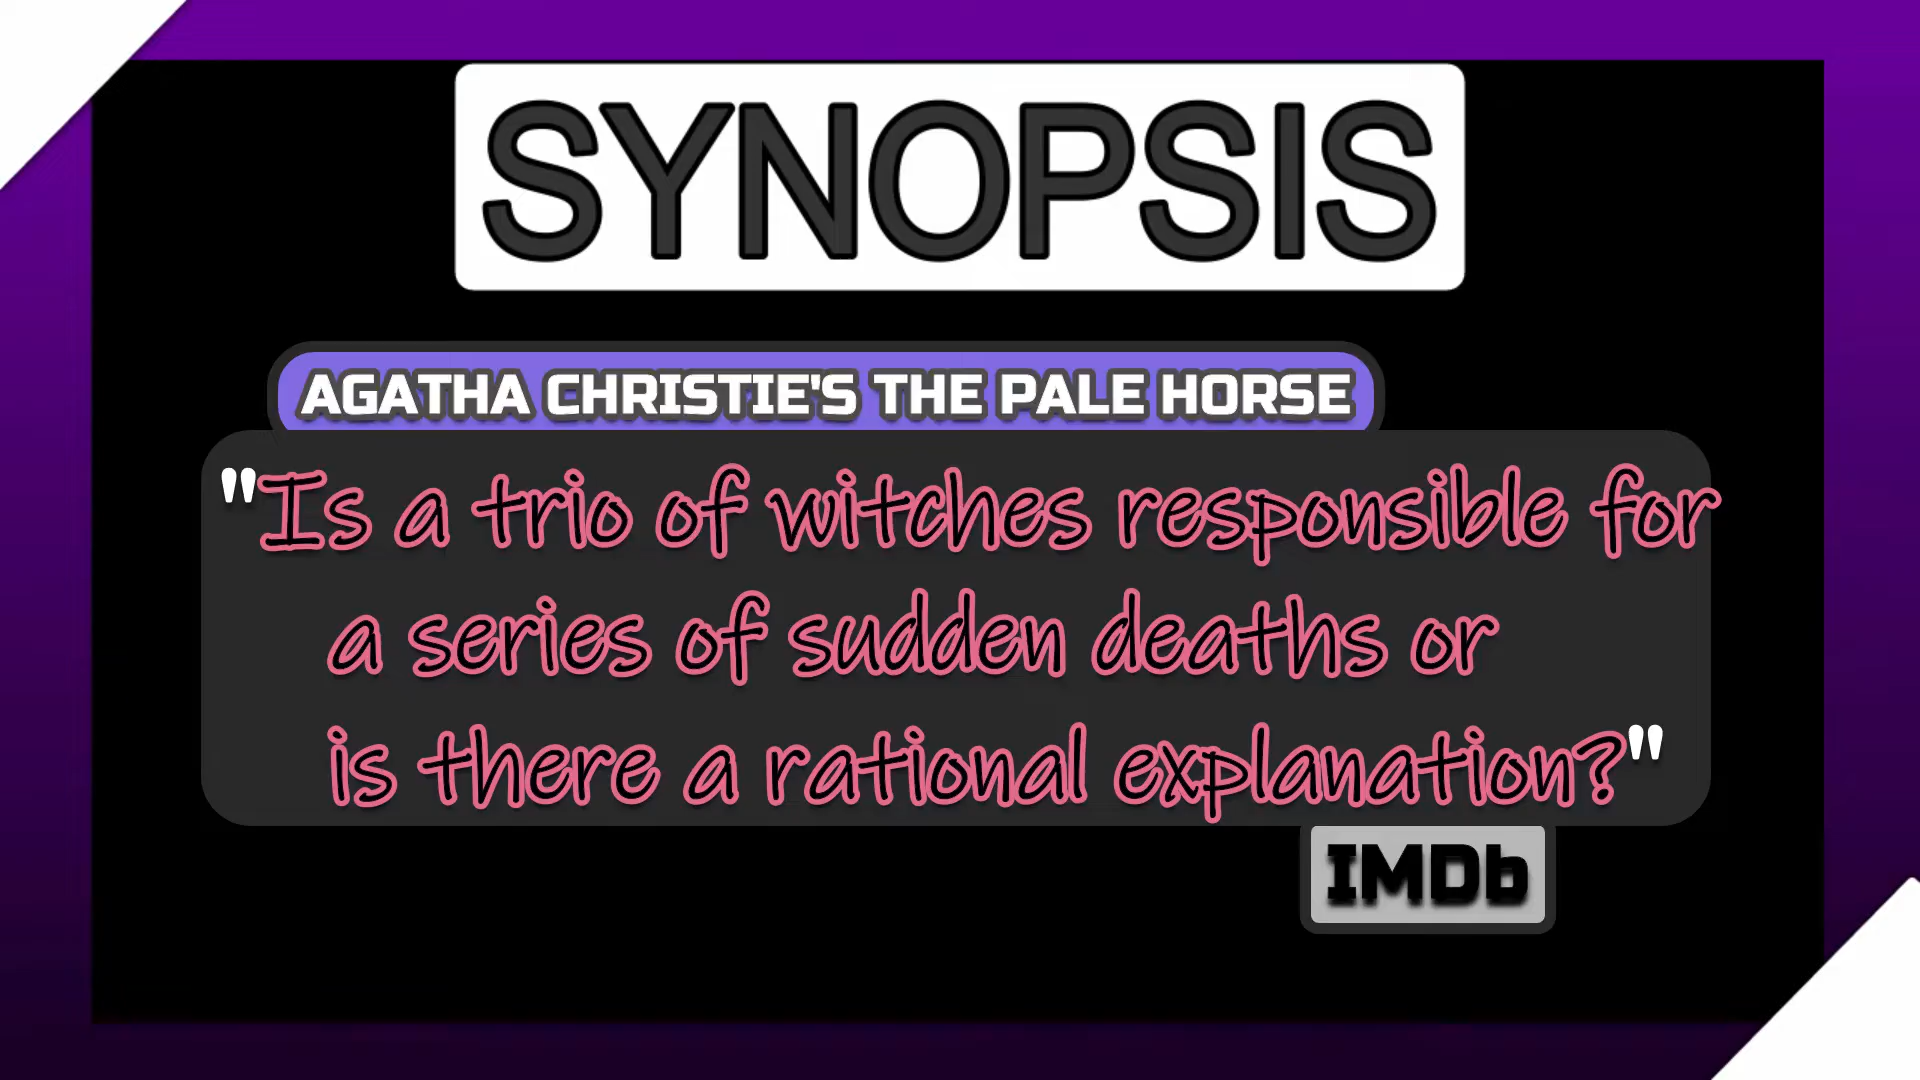 SYNOPSIS
AGATHA CHRISTIE'S THE PALE HORSE
"Is a trio of witches responsible for
a series of sudden deaths or
is there a rational explanation?"
IMDb